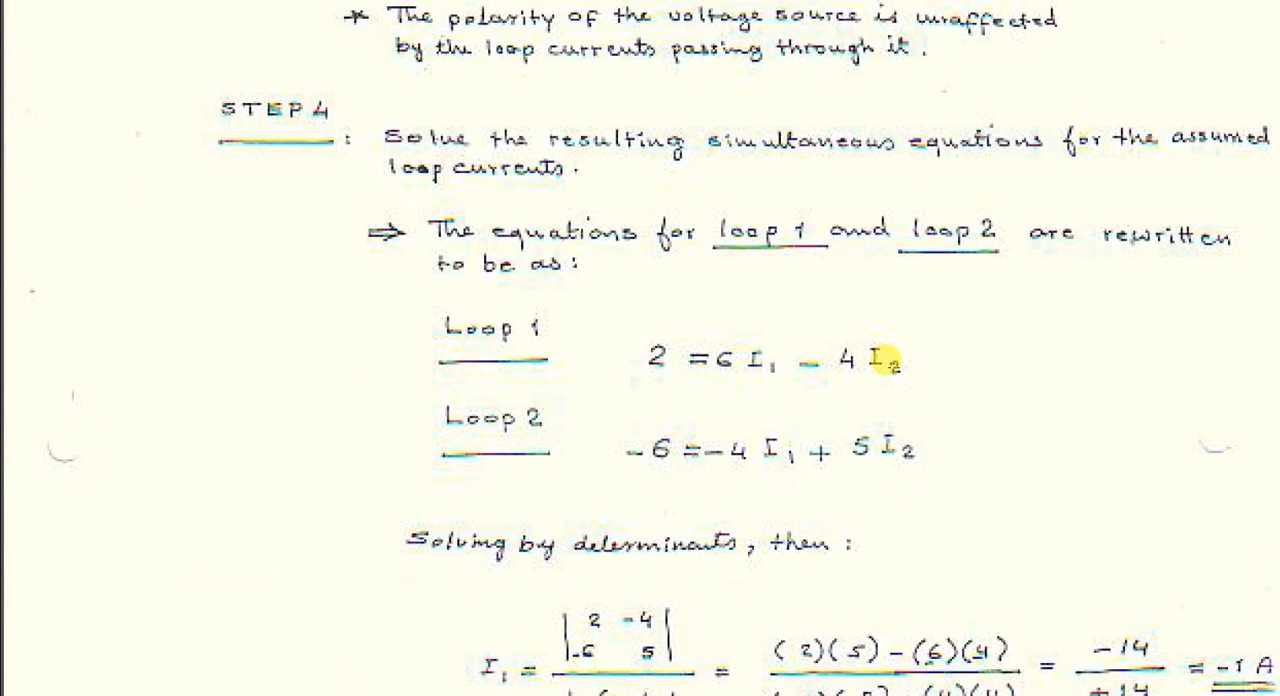 * The polarity of the voltage source is unaffected
by the loop currents passing through it.
STEP 4
: Solve the resulting simultaneous equations for the assumed
loop currents.
⇒ The equations for loop 1 and loop 2 are rewritten
to be as:
Loop 1
2 = 6 I₁ - 4 I₂
Loop 2
-6 = -4 I₁ + 5 I₂
Solving by determinants, then :
| 2 -4 |
| -6 5 |
I₁ = = (2)(5) - (6)(4) = -14 = -1 A
+14